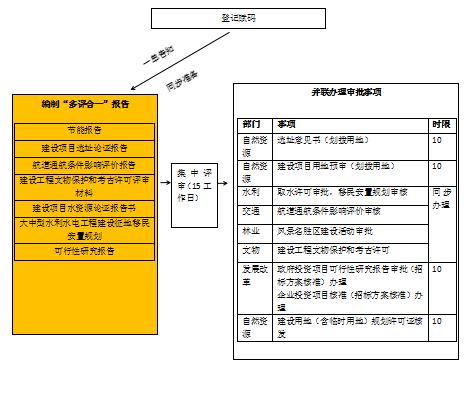 登记赋码
一般告知
同步准备
编制“多评合一”报告
节能报告
建设项目选址论证报告
航道通航条件影响评价报告
建设工程文物保护和考古许可评审
材料
建设项目水资源论证报告书
大中型水利水电工程建设征地移民
安置规划
可行性研究报告
集中评
审(15工
作日)
并联办理审批事项
部门 事项 时限
自然资
源 选址意见书(划拨用地) 10
自然资
源 建设项目用地预审(划拨用地) 10
水利 取水许可审批,移民安置规划审核 同步
办理
交通 航道通航条件影响评价审核
林业 风景名胜区建设活动审批
文物 建设工程文物保护和考古许可
发展改
革 政府投资项目可行性研究报告审批(招
标方案核准)办理
企业投资项目核准(招标方案核准)办
理 10
自然资
源 建设用地(含临时用地)规划许可证核
发 10